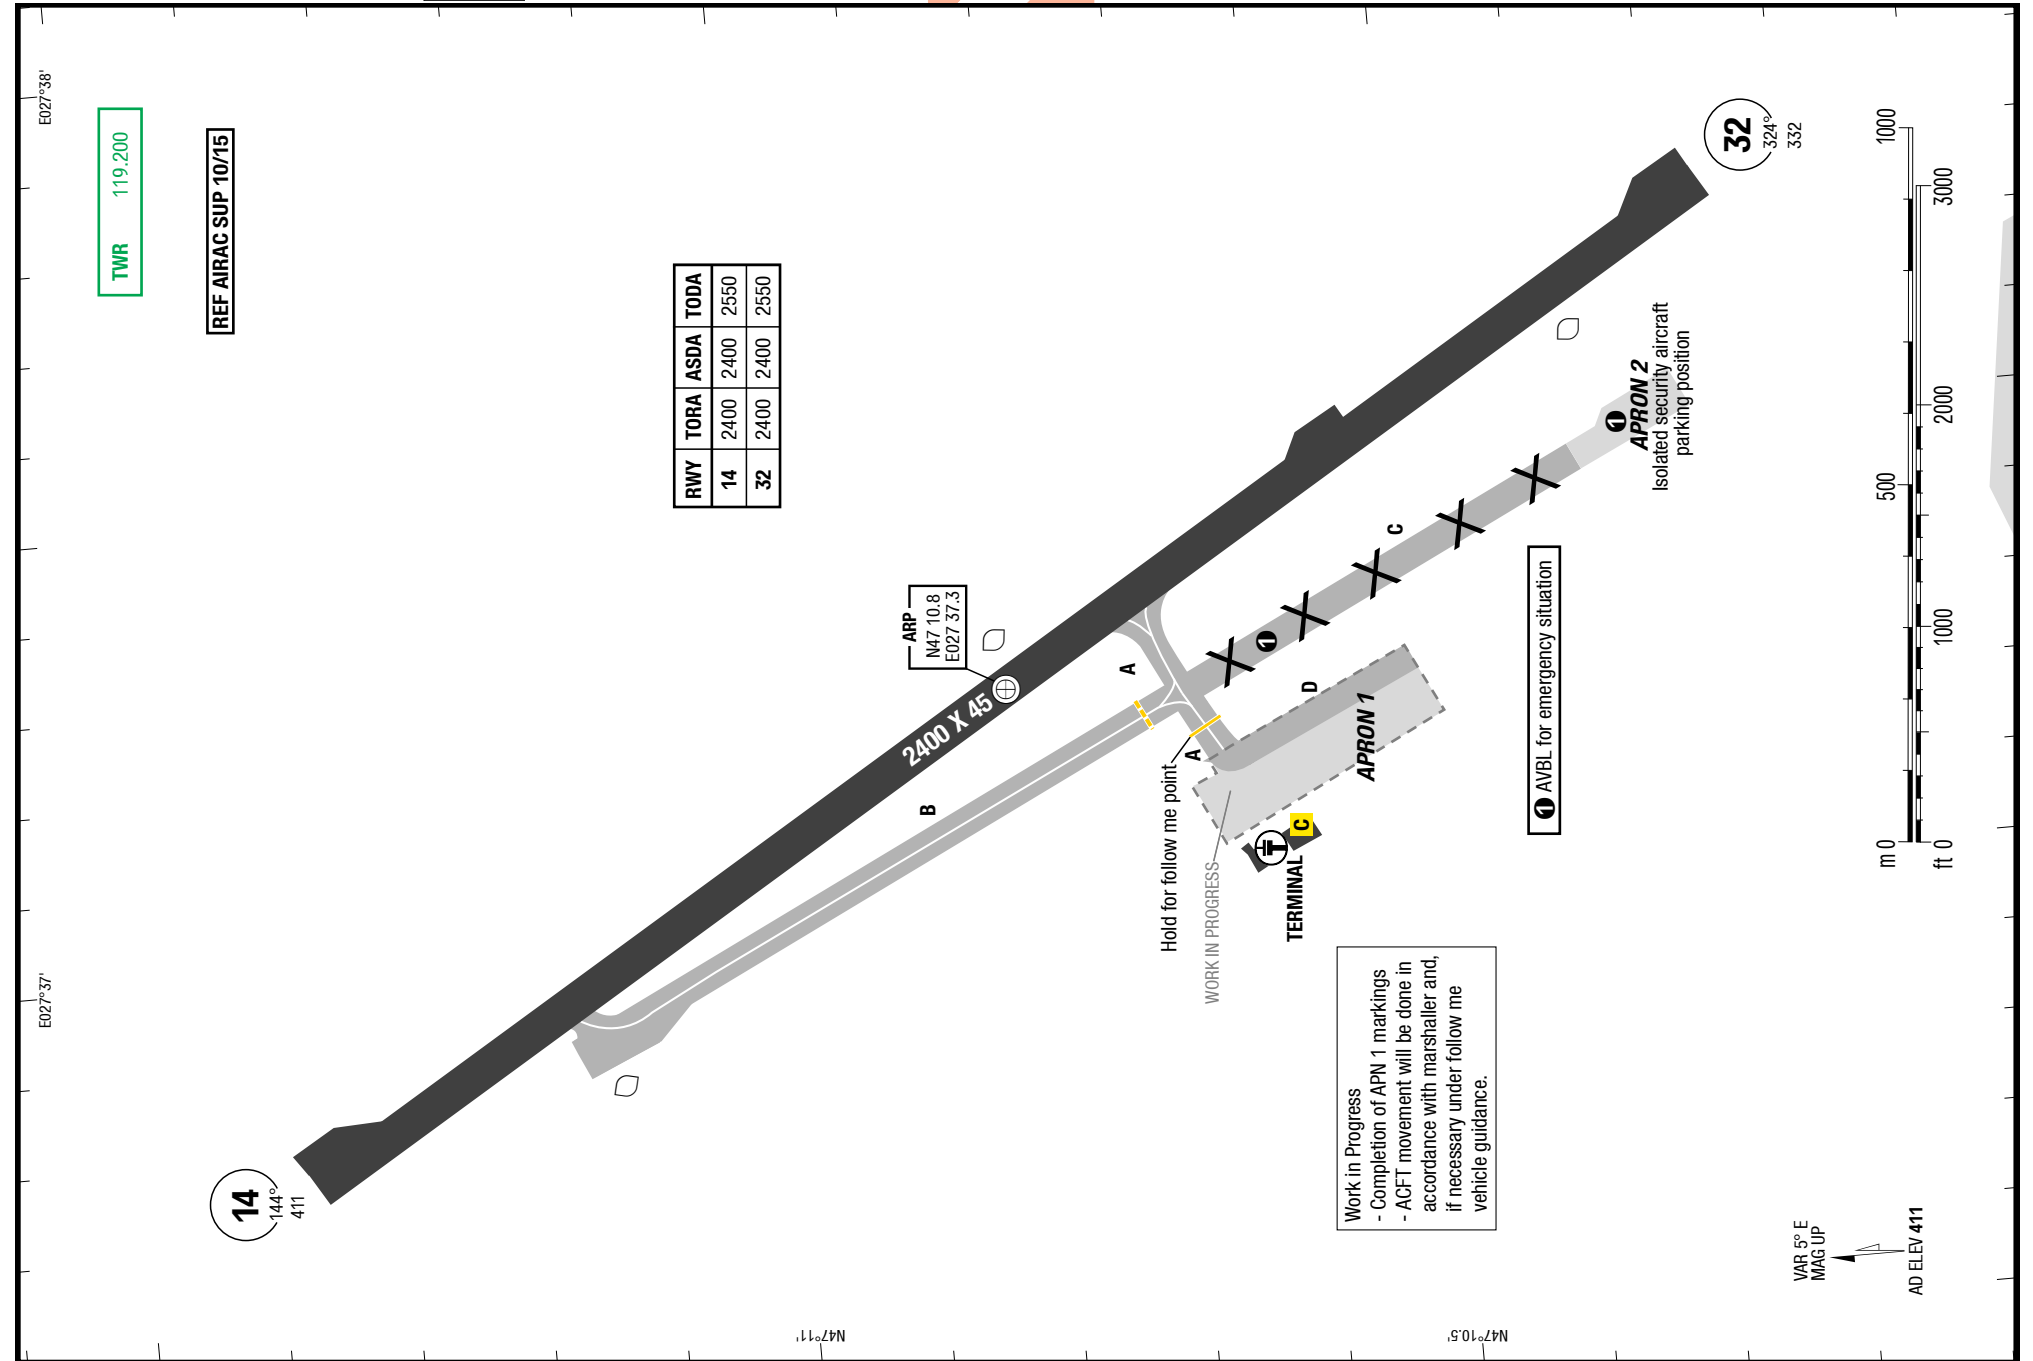 TWR 119.200
REF AIRAC SUP 10/15
E027°38'
E027°37'
N47°11'
N47°10.5'
RWY TORA ASDA TODA
14 2400 2400 2550
32 2400 2400 2550
14
144°
411
32
324°
332
2400 X 45
ARP
N47 10.8
E027 37.3
A
A
B
C
D
Hold for follow me point
WORK IN PROGRESS
TERMINAL
C
APRON 1
1
1
APRON 2
Isolated security aircraft
parking position
1 AVBL for emergency situation
Work in Progress
- Completion of APN 1 markings
- ACFT movement will be done in
accordance with marshaller and,
if necessary under follow me
vehicle guidance.
m 0 500 1000
ft 0 1000 2000 3000
VAR 5° E
MAG UP
AD ELEV 411